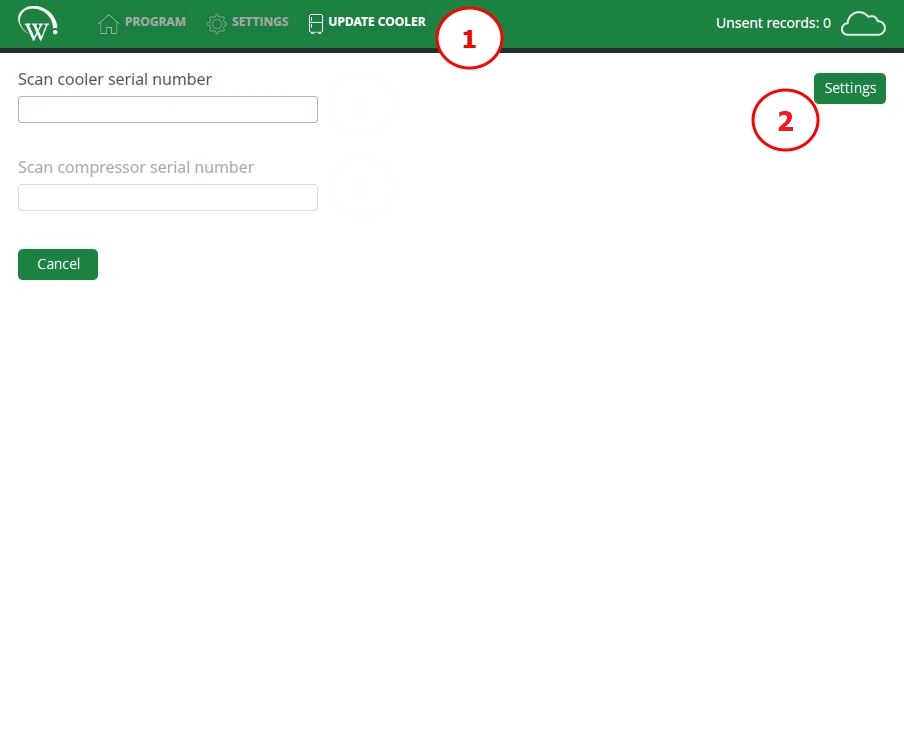 W PROGRAM SETTINGS UPDATE COOLER 1 Unsent records: 0
Scan cooler serial number
Settings
2
Scan compressor serial number
Cancel